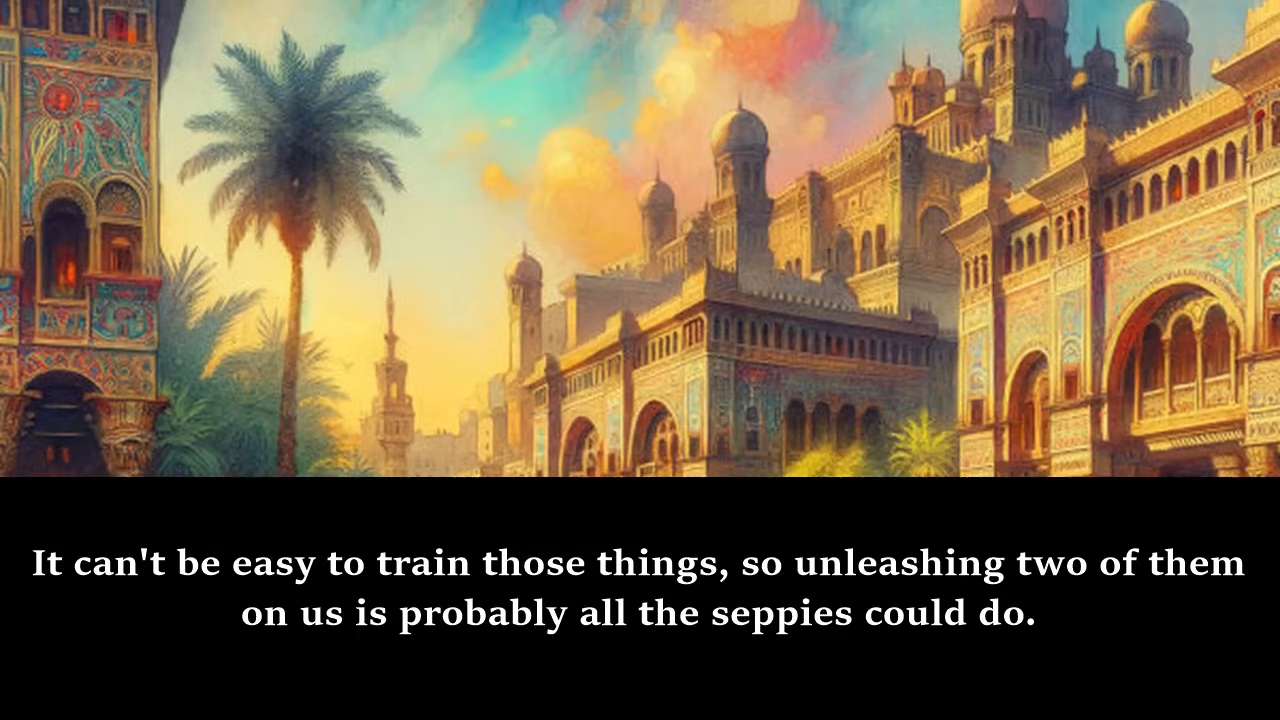 It can't be easy to train those things, so unleashing two of them
on us is probably all the seppies could do.